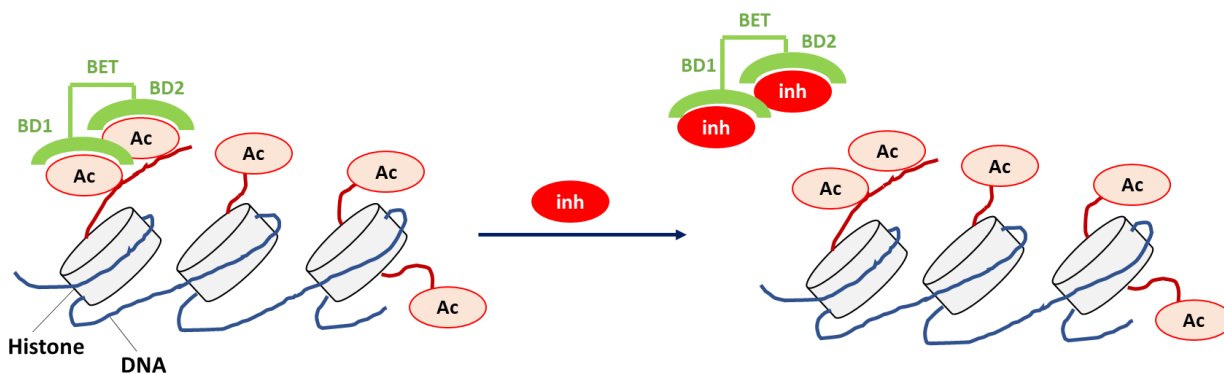 BET
BD1
BD2
Ac
Ac
Ac
Ac
Ac
Histone
DNA
inh
BET
BD1
BD2
inh
inh
Ac
Ac
Ac
Ac
Ac